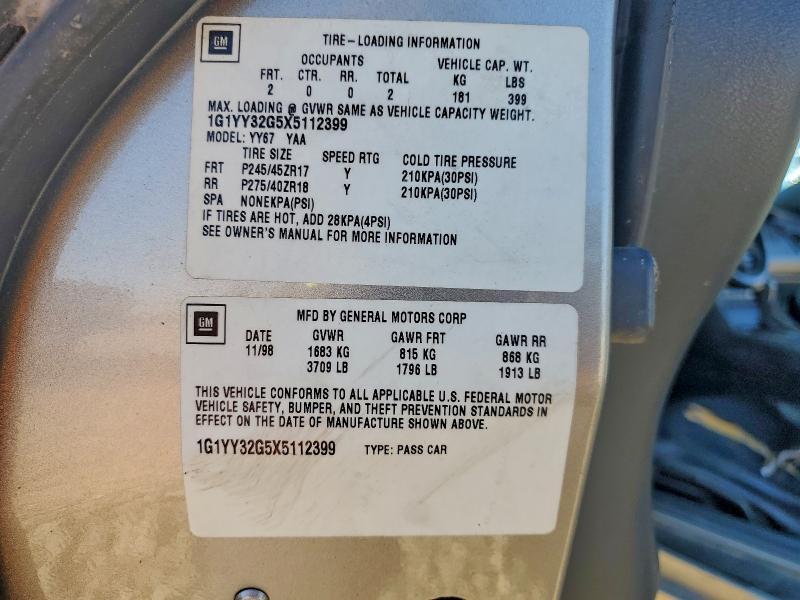 GM
TIRE-LOADING INFORMATION
OCCUPANTS VEHICLE CAP. WT.
FRT. CTR. RR. TOTAL KG LBS
2 0 0 2 181 399
MAX. LOADING @ GVWR SAME AS VEHICLE CAPACITY WEIGHT.
1G1YY32G5X5112399
MODEL: YY67 YAA
TIRE SIZE SPEED RTG COLD TIRE PRESSURE
FRT P245/45ZR17 Y 210KPA(30PSI)
RR P275/40ZR18 Y 210KPA(30PSI)
SPA NONEKPA(PSI)
IF TIRES ARE HOT, ADD 28KPA(4PSI)
SEE OWNER'S MANUAL FOR MORE INFORMATION
GM
MFD BY GENERAL MOTORS CORP
DATE GVWR GAWR FRT GAWR RR
11/98 1683 KG 815 KG 868 KG
3709 LB 1796 LB 1913 LB
THIS VEHICLE CONFORMS TO ALL APPLICABLE U.S. FEDERAL MOTOR
VEHICLE SAFETY, BUMPER, AND THEFT PREVENTION STANDARDS IN
EFFECT ON THE DATE OF MANUFACTURE SHOWN ABOVE.
1G1YY32G5X5112399 TYPE: PASS CAR